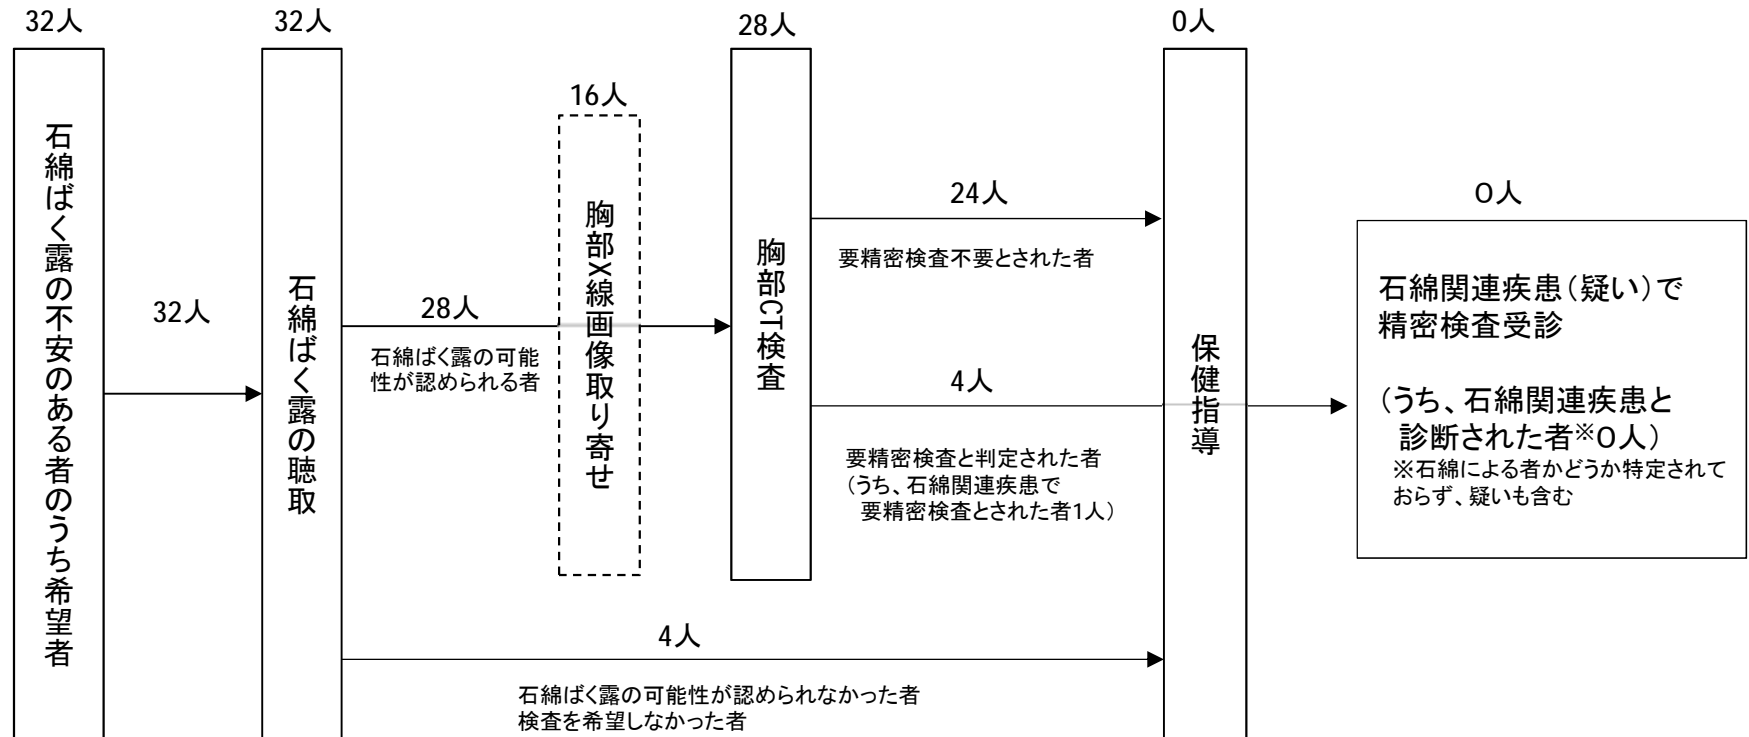 32人
32人
28人
0人
16人
石綿ばく露の不安のある者のうち希望者
32人
石綿ばく露の聴取
28人
石綿ばく露の可能
性が認められる者
胸部X線画像取り寄せ
胸部CT検査
24人
要精密検査不要とされた者
4人
要精密検査と判定された者
(うち、石綿関連疾患で
要精密検査とされた者1人)
保健指導
0人
石綿関連疾患(疑い)で
精密検査受診
(うち、石綿関連疾患と
診断された者※0人)
※石綿による者かどうか特定されて
おらず、疑いも含む
4人
石綿ばく露の可能性が認められなかった者
検査を希望しなかった者